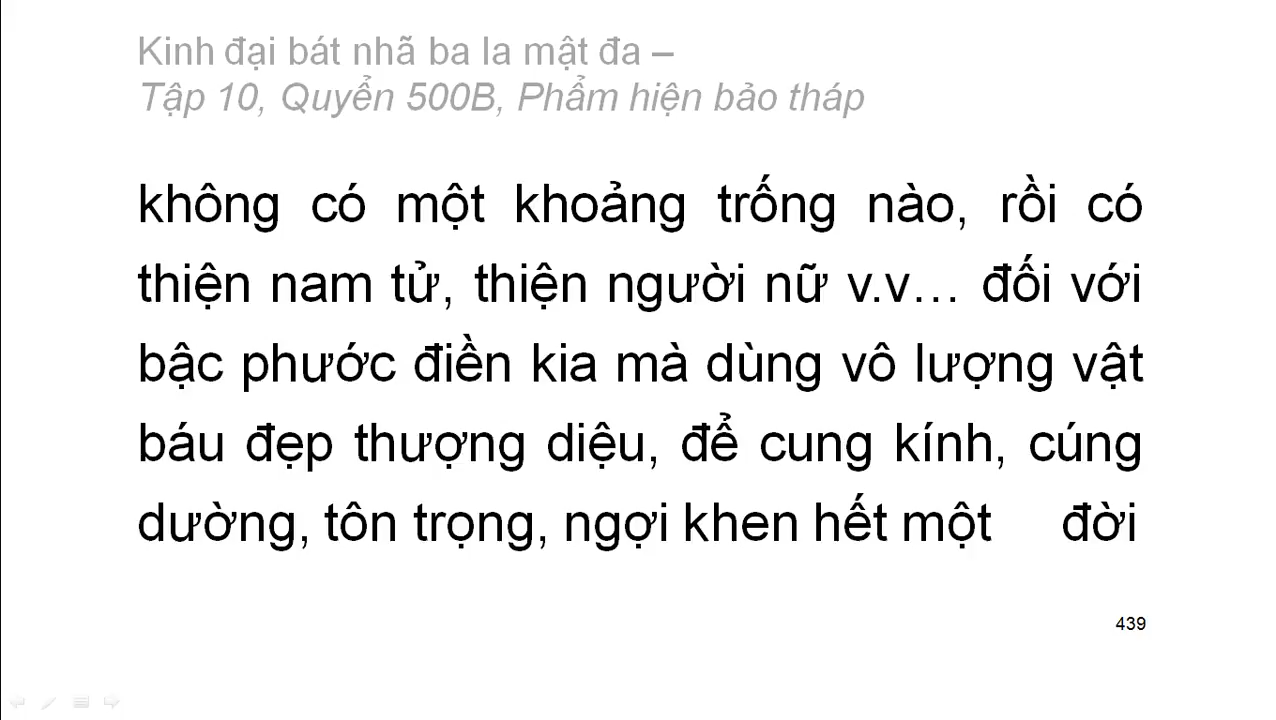 Kinh đại bát nhã ba la mật đa –
Tập 10, Quyển 500B, Phẩm hiện bảo tháp
không có một khoảng trống nào, rồi có
thiện nam tử, thiện người nữ v.v… đối với
bậc phước điền kia mà dùng vô lượng vật
báu đẹp thượng diệu, để cung kính, cúng
dường, tôn trọng, ngợi khen hết một đời
439